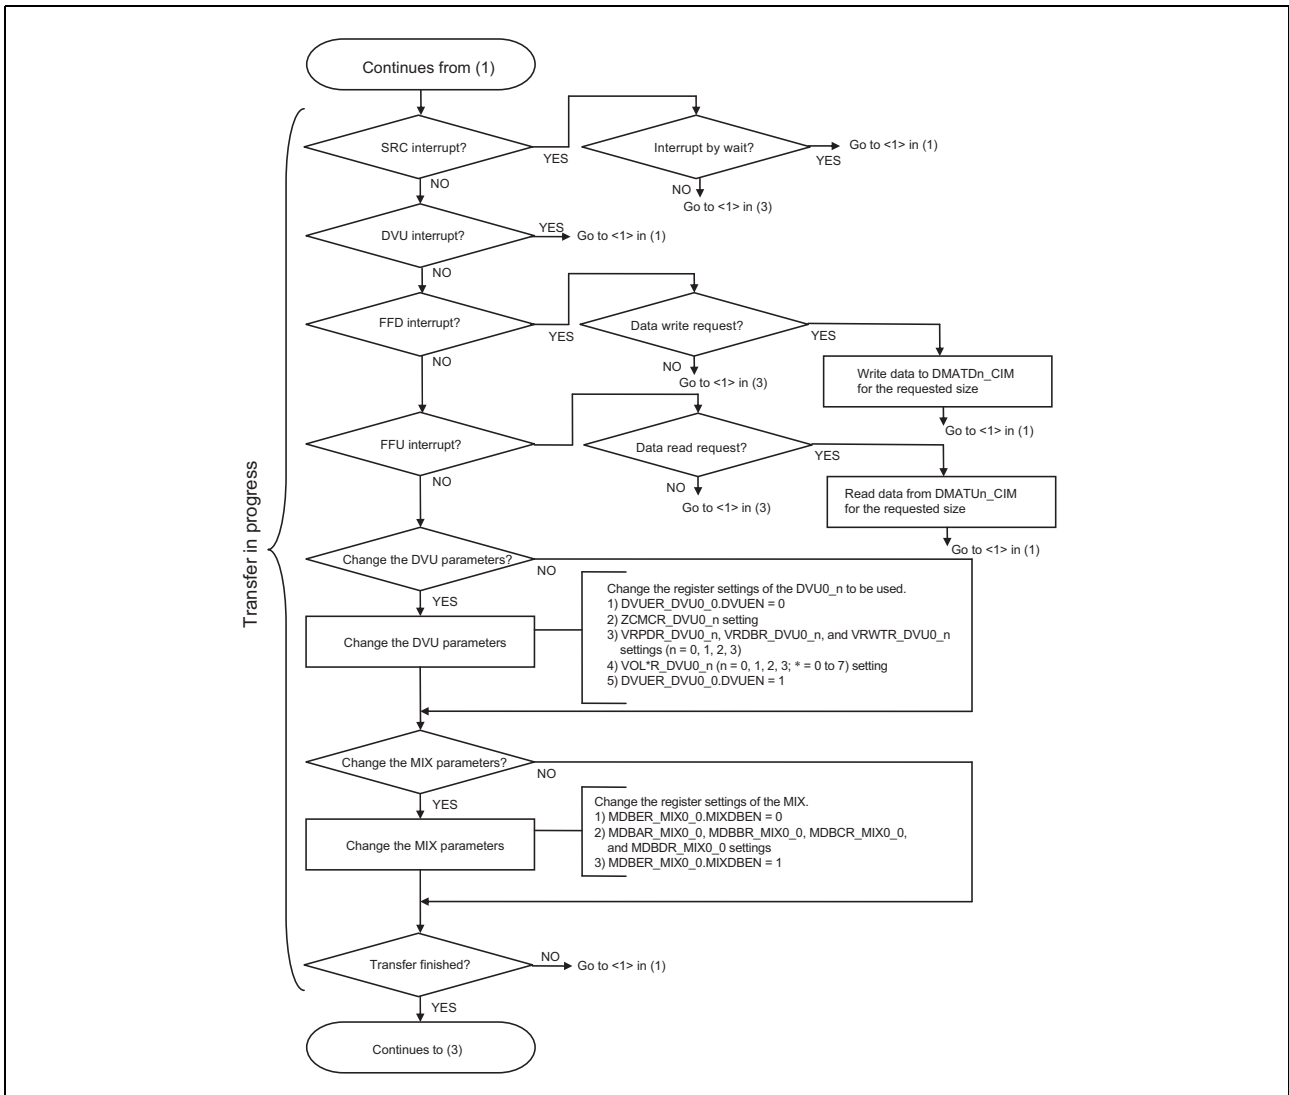 Continues from (1)
SRC interrupt?
YES
Interrupt by wait?
YES
Go to <1> in (1)
NO
NO
Go to <1> in (3)
DVU interrupt?
YES
Go to <1> in (1)
NO
FFD interrupt?
YES
Data write request?
YES
NO
NO
Go to <1> in (3)
Write data to DMATDn_CIM
for the requested size
Go to <1> in (1)
FFU interrupt?
YES
Data read request?
YES
NO
NO
Go to <1> in (3)
Read data from DMATUn_CIM
for the requested size
Go to <1> in (1)
Transfer in progress
Change the DVU parameters?
NO
YES
Change the DVU parameters
Change the register settings of the DVU0_n to be used.
1) DVUER_DVU0_0.DVUEN = 0
2) ZCMCR_DVU0_n setting
3) VRPDR_DVU0_n, VRDBR_DVU0_n, and VRWTR_DVU0_n
settings (n = 0, 1, 2, 3)
4) VOL*R_DVU0_n (n = 0, 1, 2, 3; * = 0 to 7) setting
5) DVUER_DVU0_0.DVUEN = 1
Change the MIX parameters?
NO
YES
Change the MIX parameters
Change the register settings of the MIX.
1) MDBER_MIX0_0.MIXDBEN = 0
2) MDBAR_MIX0_0, MDBBR_MIX0_0, MDBCR_MIX0_0,
and MDBDR_MIX0_0 settings
3) MDBER_MIX0_0.MIXDBEN = 1
Transfer finished?
NO
Go to <1> in (1)
YES
Continues to (3)